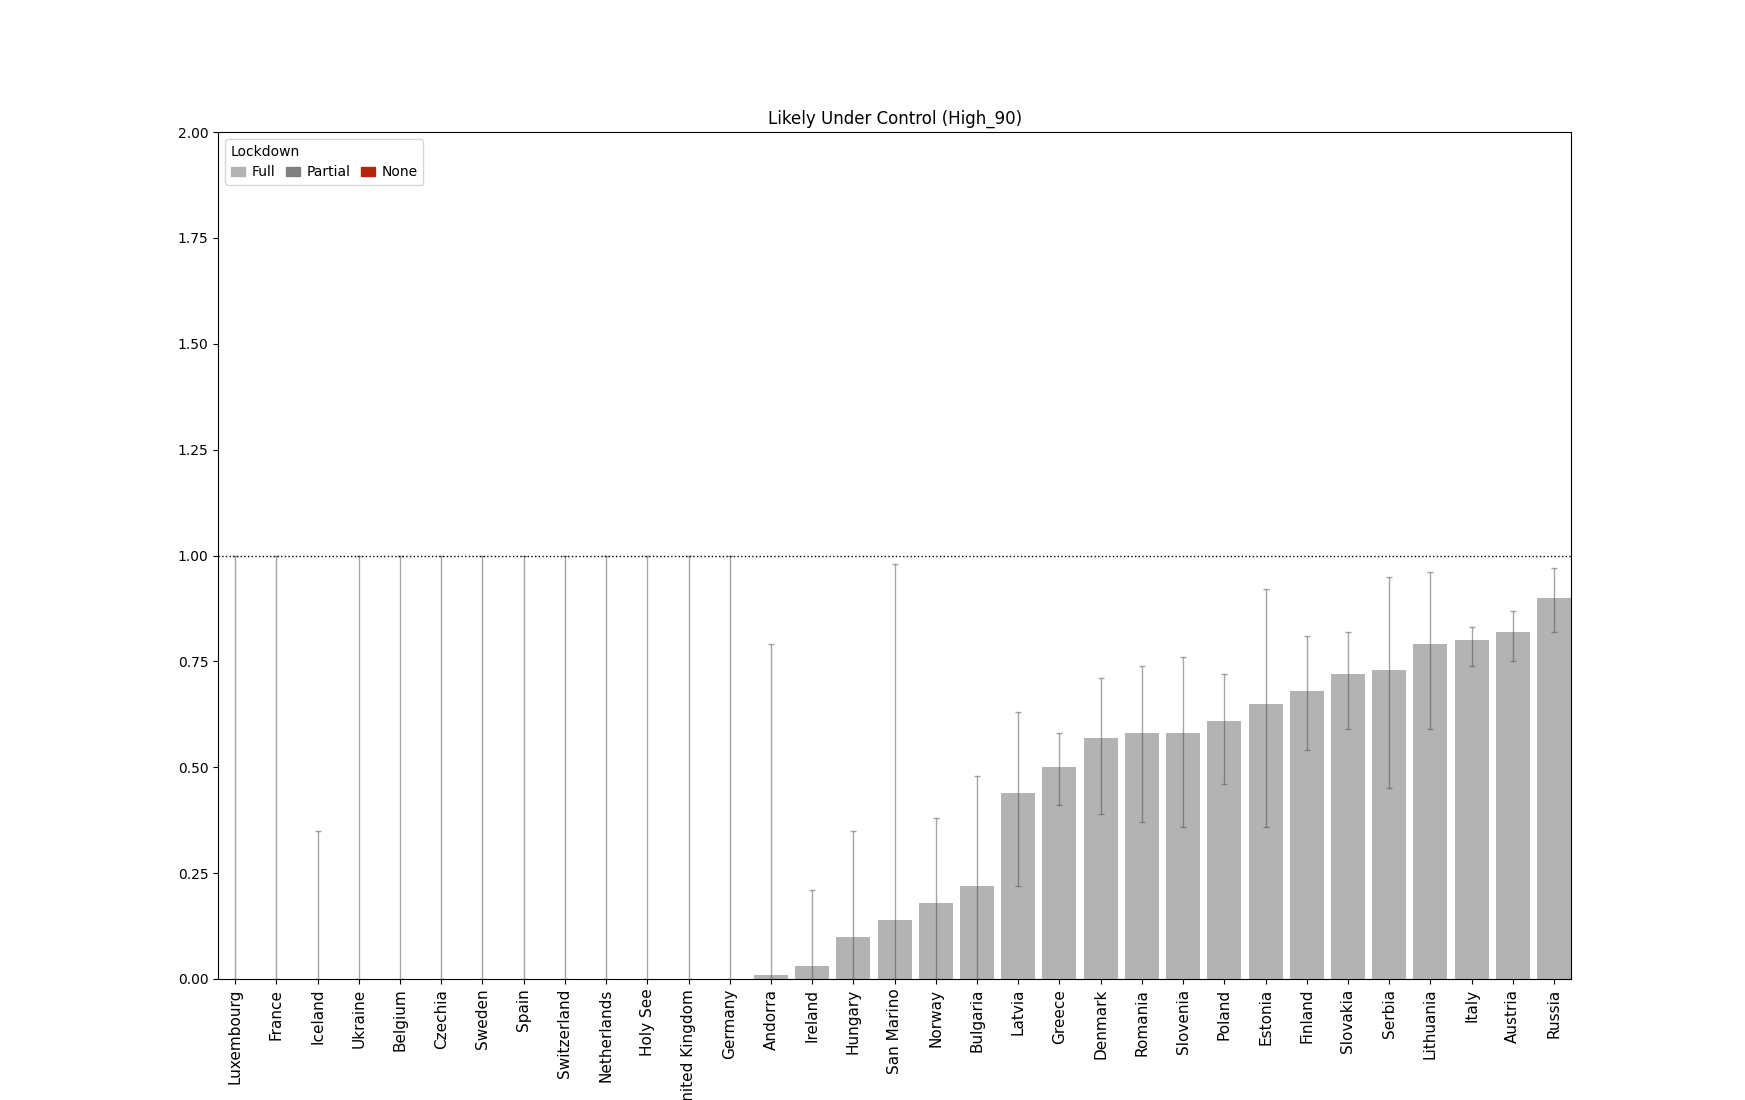 Likely Under Control (High_90)
2.00
Lockdown
Full Partial None
1.75
1.50
1.25
1.00
0.75
0.50
0.25
0.00
Luxembourg
France
Iceland
Ukraine
Belgium
Czechia
Sweden
Spain
Switzerland
Netherlands
Holy See
nited Kingdom
Germany
Andorra
Ireland
Hungary
San Marino
Norway
Bulgaria
Latvia
Greece
Denmark
Romania
Slovenia
Poland
Estonia
Finland
Slovakia
Serbia
Lithuania
Italy
Austria
Russia